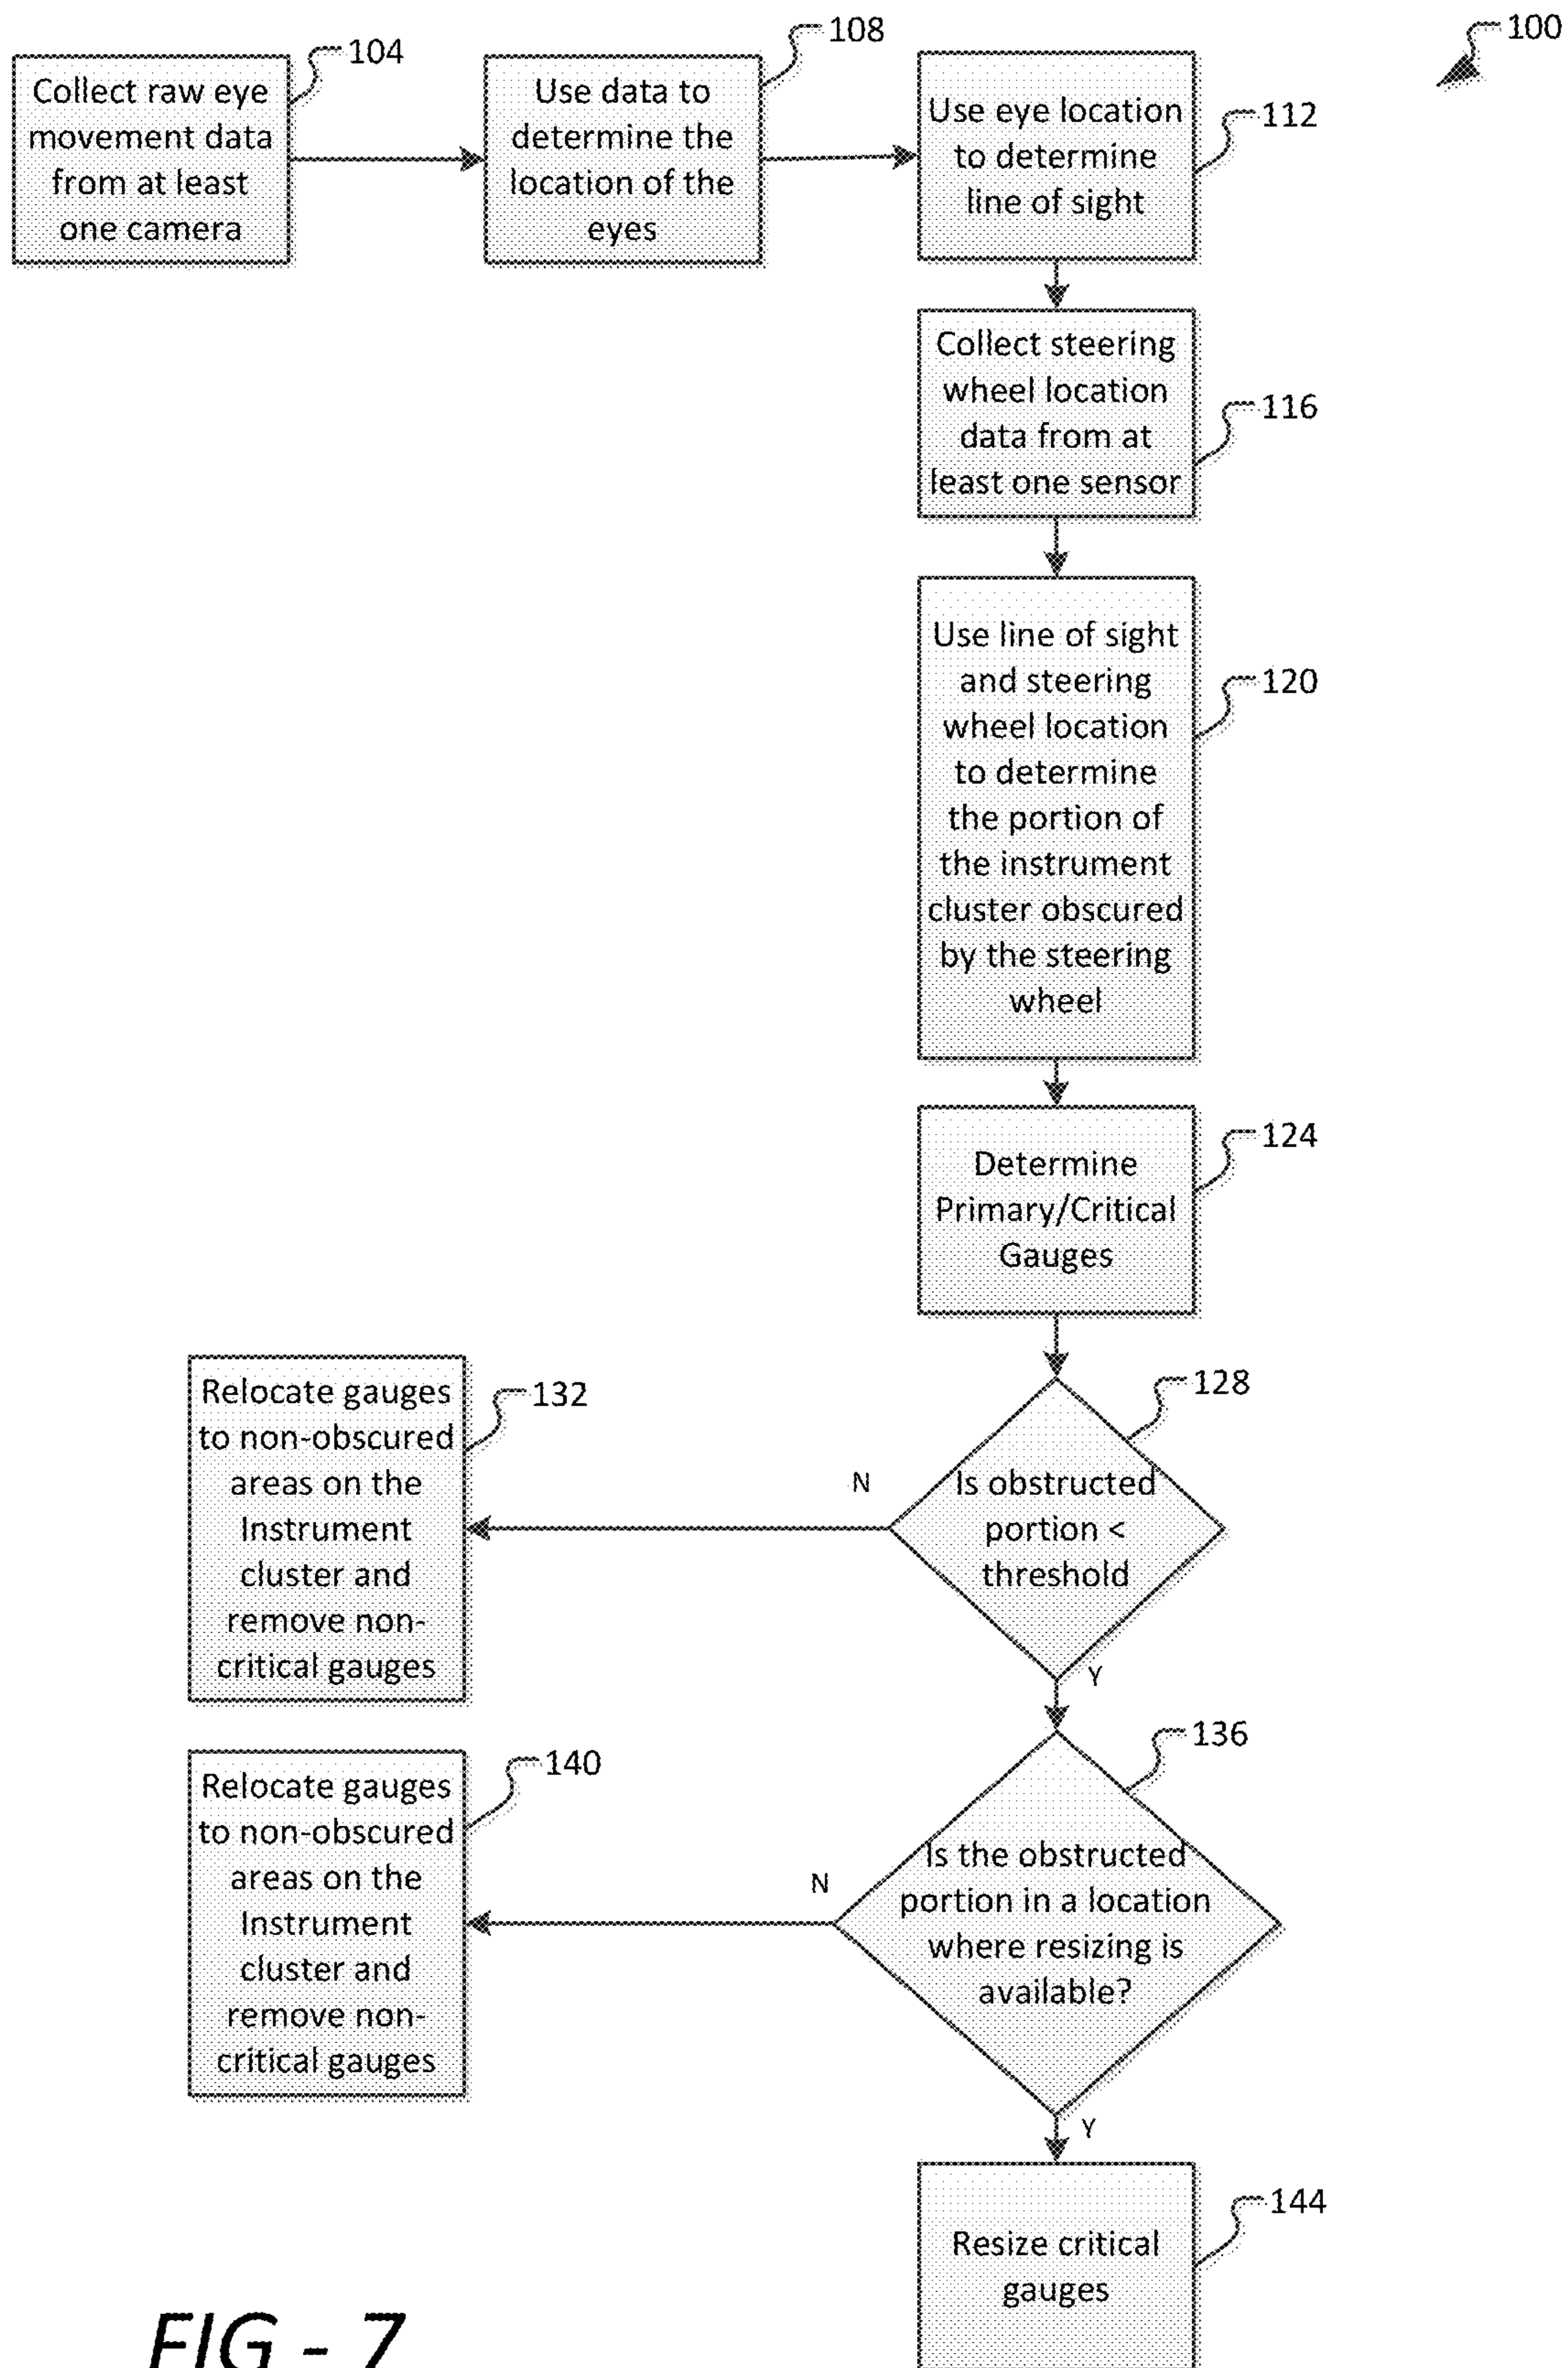 100
104
Collect raw eye
movement data
from at least
one camera
108
Use data to
determine the
location of the
eyes
112
Use eye location
to determine
line of sight
116
Collect steering
wheel location
data from at
least one sensor
120
Use line of sight
and steering
wheel location
to determine
the portion of
the instrument
cluster obscured
by the steering
wheel
124
Determine
Primary/Critical
Gauges
128
Is obstructed
portion <
threshold
N
Y
132
Relocate gauges
to non-obscured
areas on the
Instrument
cluster and
remove non-
critical gauges
136
Is the obstructed
portion in a location
where resizing is
available?
N
Y
140
Relocate gauges
to non-obscured
areas on the
Instrument
cluster and
remove non-
critical gauges
144
Resize critical
gauges
FIG - 7